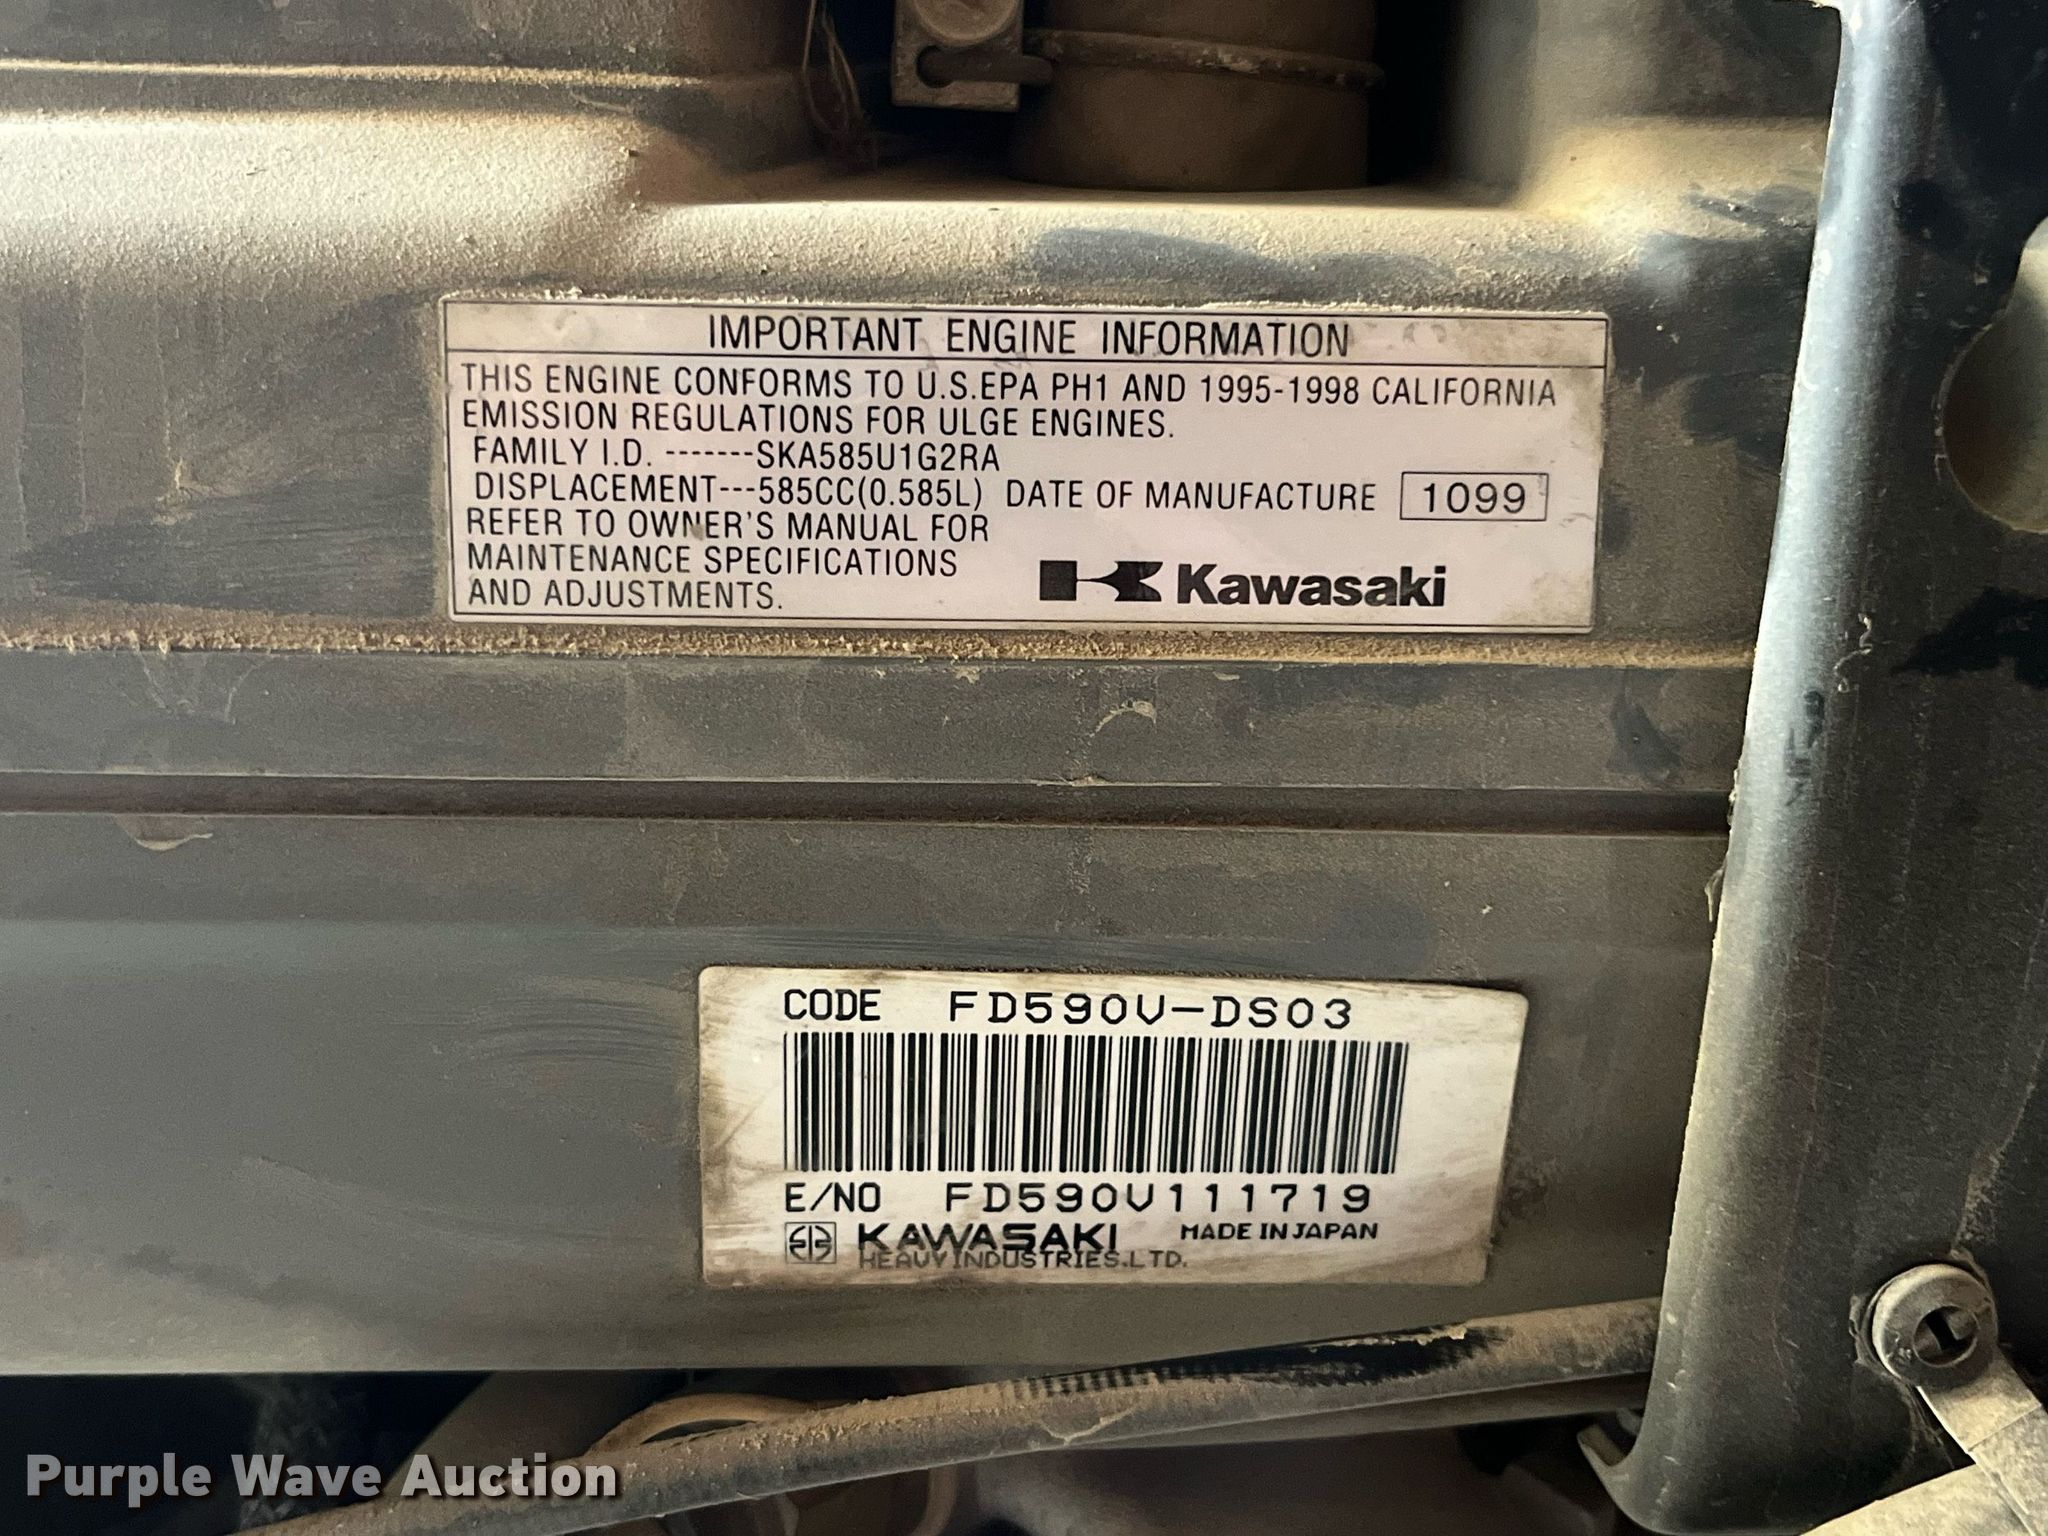 IMPORTANT ENGINE INFORMATION
THIS ENGINE CONFORMS TO U.S.EPA PH1 AND 1995-1998 CALIFORNIA
EMISSION REGULATIONS FOR ULGE ENGINES.
FAMILY I.D. -------SKA585U1G2RA
DISPLACEMENT---585CC(0.585L) DATE OF MANUFACTURE 1099
REFER TO OWNER'S MANUAL FOR
MAINTENANCE SPECIFICATIONS
AND ADJUSTMENTS.
Kawasaki
CODE FD590V-DS03
E/NO FD590V111719
KAWASAKI MADE IN JAPAN
HEAVY INDUSTRIES.LTD.
Purple Wave Auction